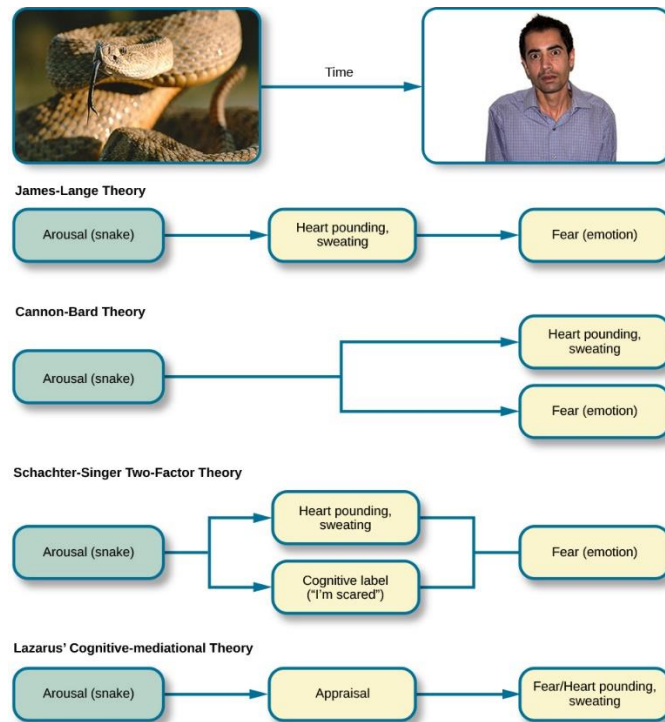 Time
James-Lange Theory
Arousal (snake)
Heart pounding,
sweating
Fear (emotion)
Cannon-Bard Theory
Arousal (snake)
Heart pounding,
sweating
Fear (emotion)
Schachter-Singer Two-Factor Theory
Arousal (snake)
Heart pounding,
sweating
Cognitive label
(“I’m scared”)
Fear (emotion)
Lazarus’ Cognitive-mediational Theory
Arousal (snake)
Appraisal
Fear/Heart pounding,
sweating